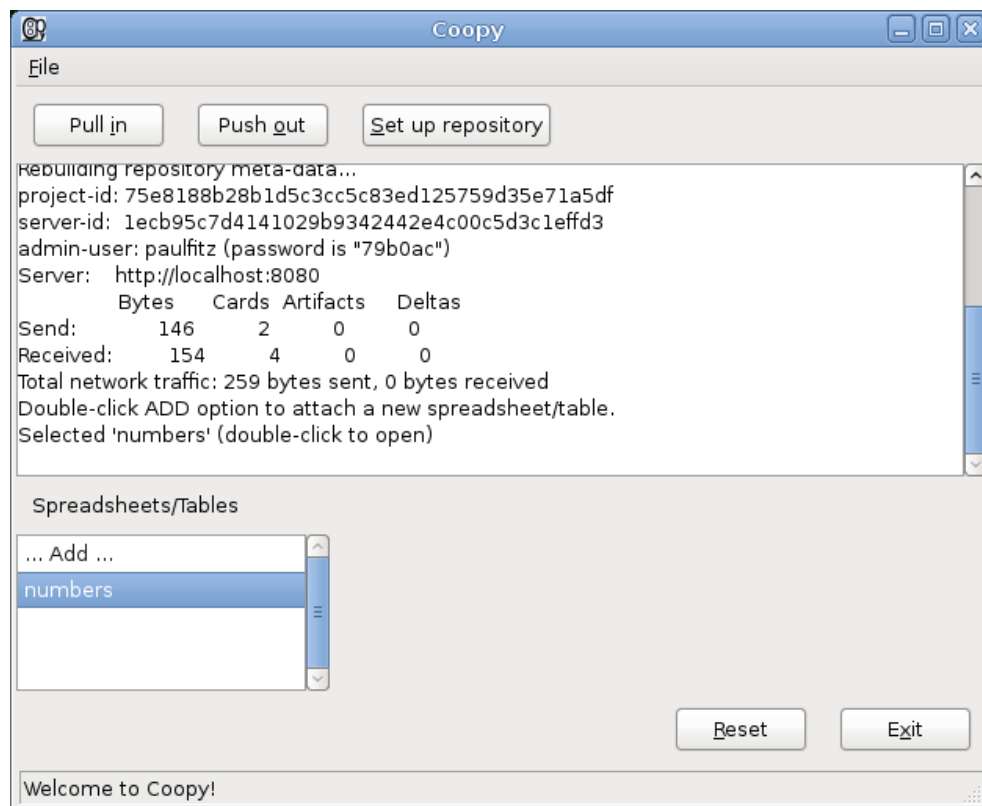 Coopy
File
Pull in Push out Set up repository
Rebuilding repository meta-data...
project-id: 75e8188b28b1d5c3cc5c83ed125759d35e71a5df
server-id: 1ecb95c7d4141029b9342442e4c00c5d3c1effd3
admin-user: paulfitz (password is "79b0ac")
Server: http://localhost:8080
Bytes Cards Artifacts Deltas
Send: 146 2 0 0
Received: 154 4 0 0
Total network traffic: 259 bytes sent, 0 bytes received
Double-click ADD option to attach a new spreadsheet/table.
Selected 'numbers' (double-click to open)
Spreadsheets/Tables
... Add ...
numbers
Reset Exit
Welcome to Coopy!